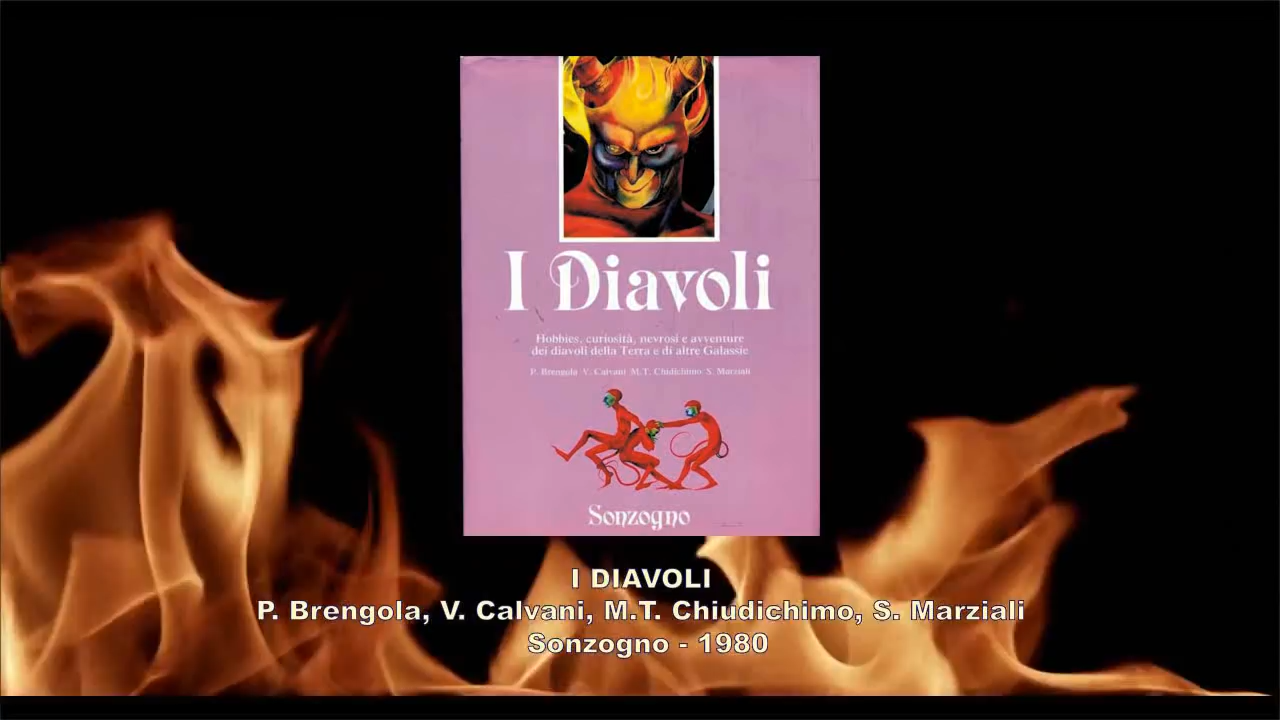 I Diavoli
Hobbies, curiosità, nevrosi e avventure
dei diavoli della Terra e di altre Galassie
P. Brengola V. Calvani M.T. Chidichimo S. Marziali
Sonzogno
I DIAVOLI
P. Brengola, V. Calvani, M.T. Chiudichimo, S. Marziali
Sonzogno - 1980